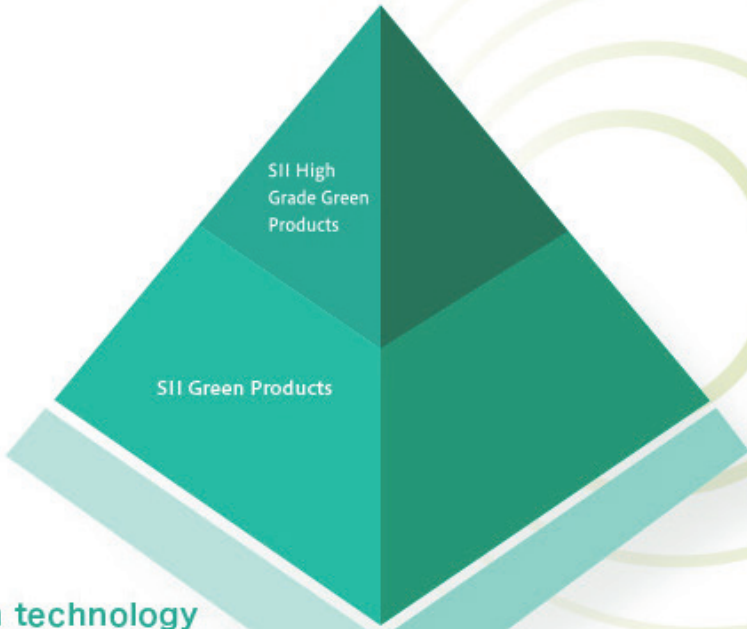 SII High
Grade Green
Products
SII Green Products
technology